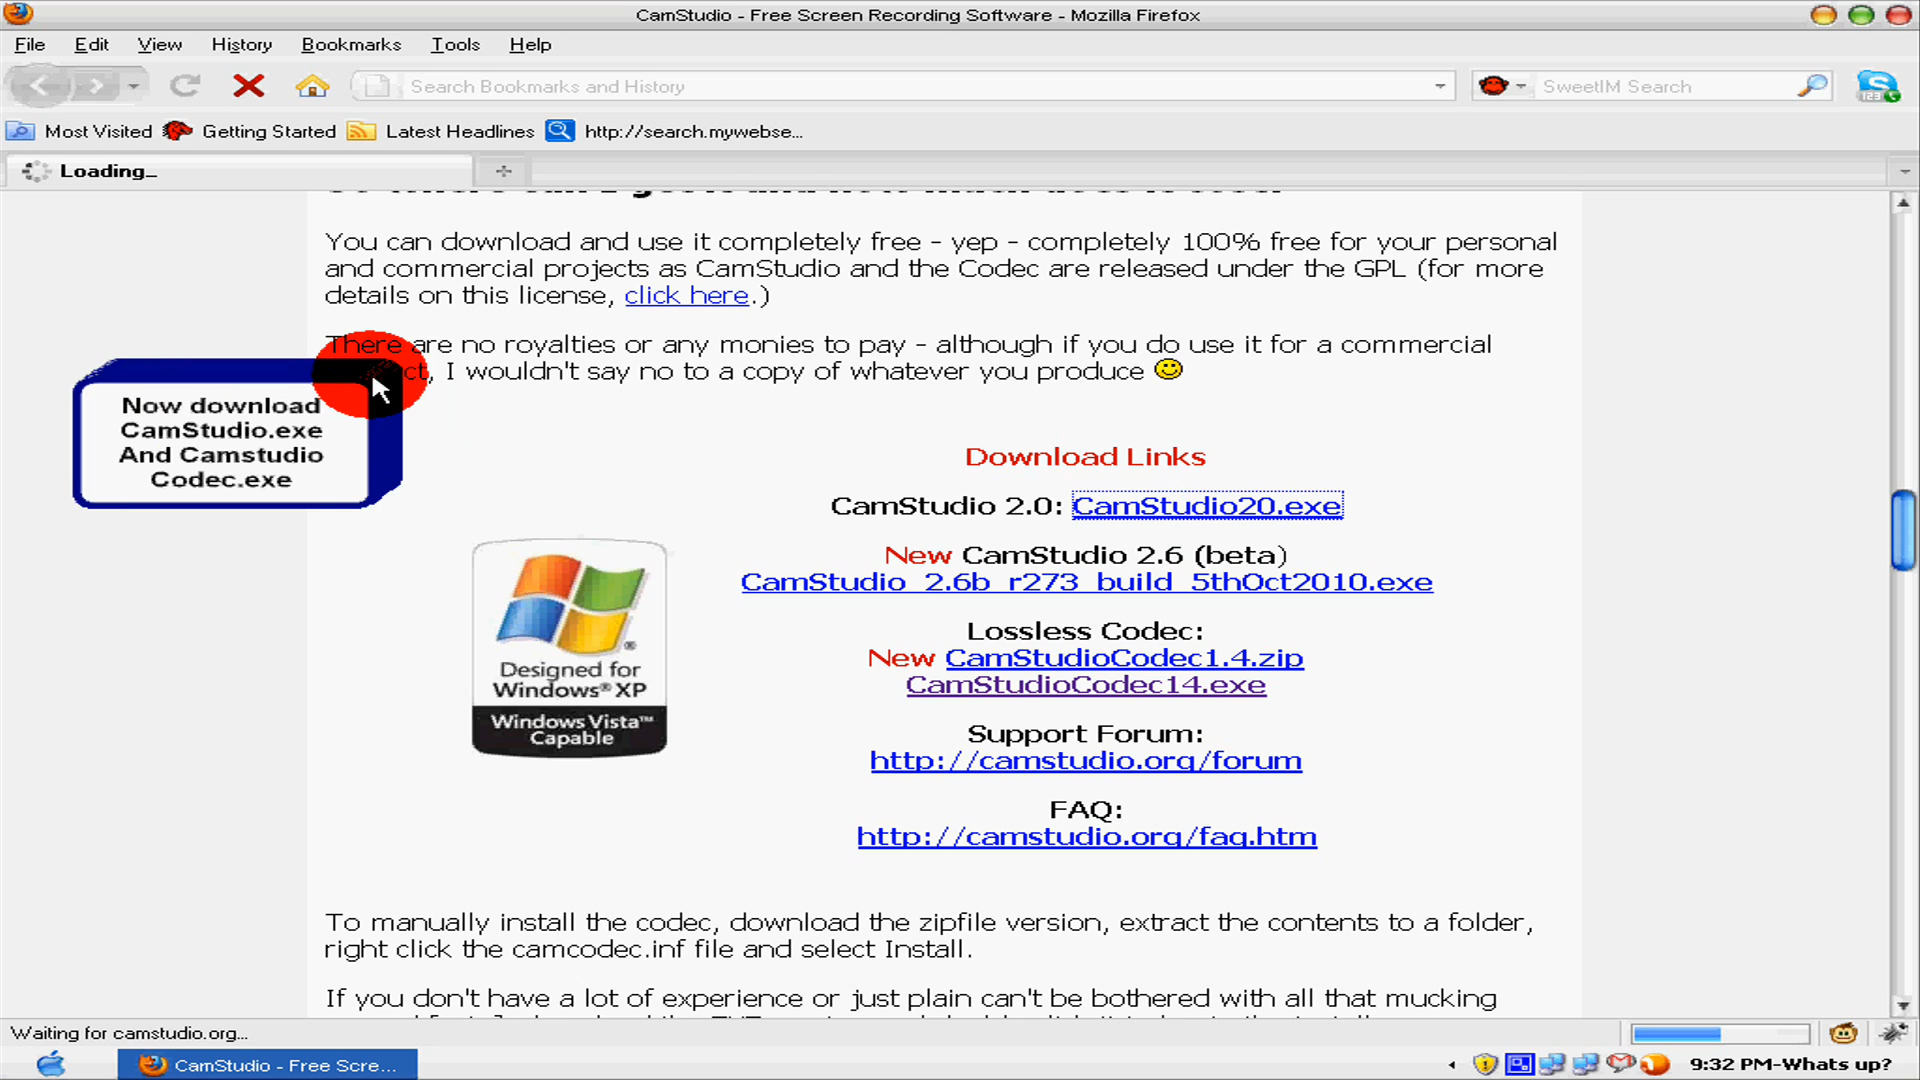 CamStudio - Free Screen Recording Software - Mozilla Firefox
File Edit View History Bookmarks Tools Help
Search Bookmarks and History
SweetIM Search
Most Visited Getting Started Latest Headlines http://search.mywebse...
Loading_
You can download and use it completely free - yep - completely 100% free for your personal
and commercial projects as CamStudio and the Codec are released under the GPL (for more
details on this license, click here.)
There are no royalties or any monies to pay - although if you do use it for a commercial
I wouldn't say no to a copy of whatever you produce
Now download
CamStudio.exe
And Camstudio
Codec.exe
Download Links
CamStudio 2.0: CamStudio20.exe
New CamStudio 2.6 (beta)
CamStudio_2.6b_r273_build_5thOct2010.exe
Lossless Codec:
New CamStudioCodec1.4.zip
CamStudioCodec14.exe
Support Forum:
http://camstudio.org/forum
FAQ:
http://camstudio.org/faq.htm
Designed for
Windows® XP
Windows Vista™
Capable
To manually install the codec, download the zipfile version, extract the contents to a folder,
right click the camcodec.inf file and select Install.
If you don't have a lot of experience or just plain can't be bothered with all that mucking
Waiting for camstudio.org...
CamStudio - Free Scre...
9:32 PM-Whats up?